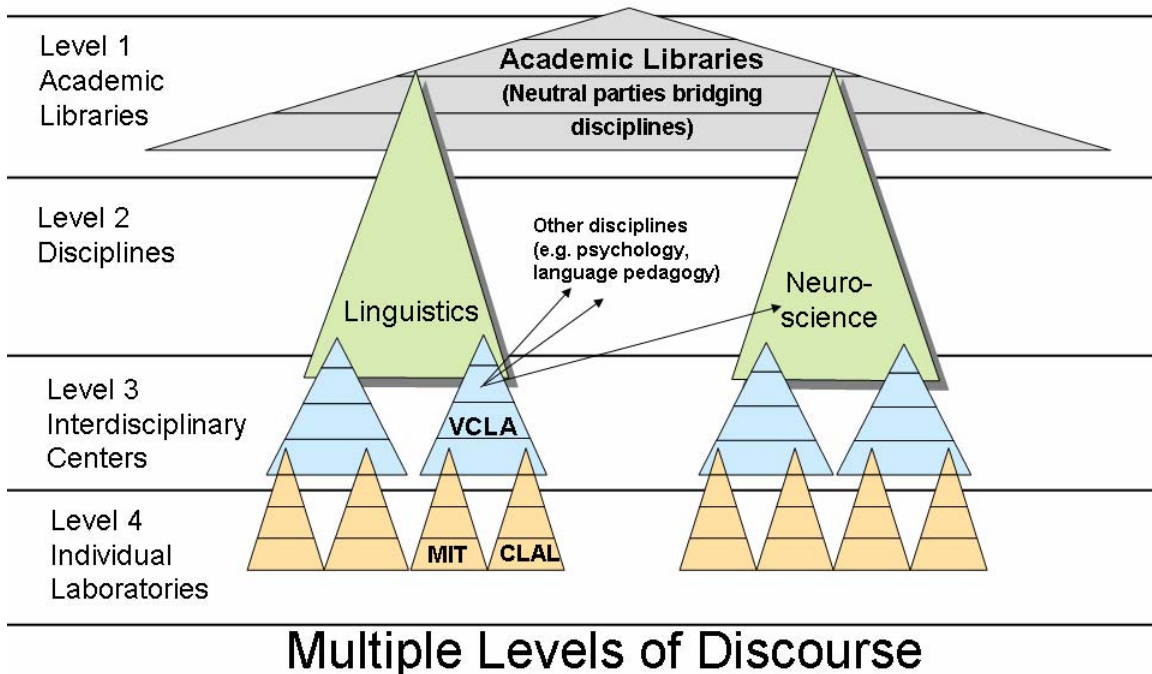 Level 1
Academic
Libraries
Academic Libraries
(Neutral parties bridging
disciplines)
Level 2
Disciplines
Other disciplines
(e.g. psychology,
language pedagogy)
Linguistics
Neuro-
science
Level 3
Interdisciplinary
Centers
VCLA
Level 4
Individual
Laboratories
MIT
CLAL
Multiple Levels of Discourse